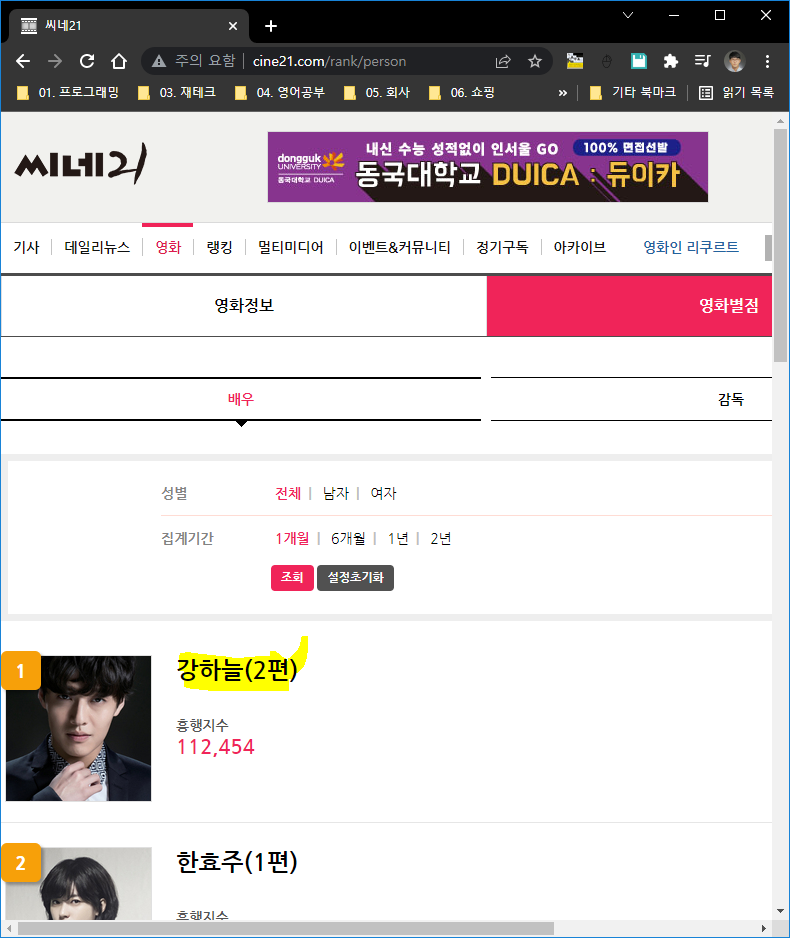 씨네21
주의 요함 | cine21.com/rank/person
01. 프로그래밍 03. 재테크 04. 영어공부 05. 회사 06. 쇼핑 » 기타 북마크 읽기 목록
씨네21
dongguk UNIVERSITY
동국대학교 DUICA
내신 수능 성적없이 인서울 GO 100% 면접선발
동국대학교 DUICA : 듀이카
기사 데일리뉴스 영화 랭킹 멀티미디어 이벤트&커뮤니티 정기구독 아카이브 영화인 리쿠르트
영화정보 영화별점
배우 감독
성별 전체 | 남자 | 여자
집계기간 1개월 | 6개월 | 1년 | 2년
조회 설정초기화
1 강하늘(2편)
흥행지수
112,454
2 한효주(1편)
흥행지수